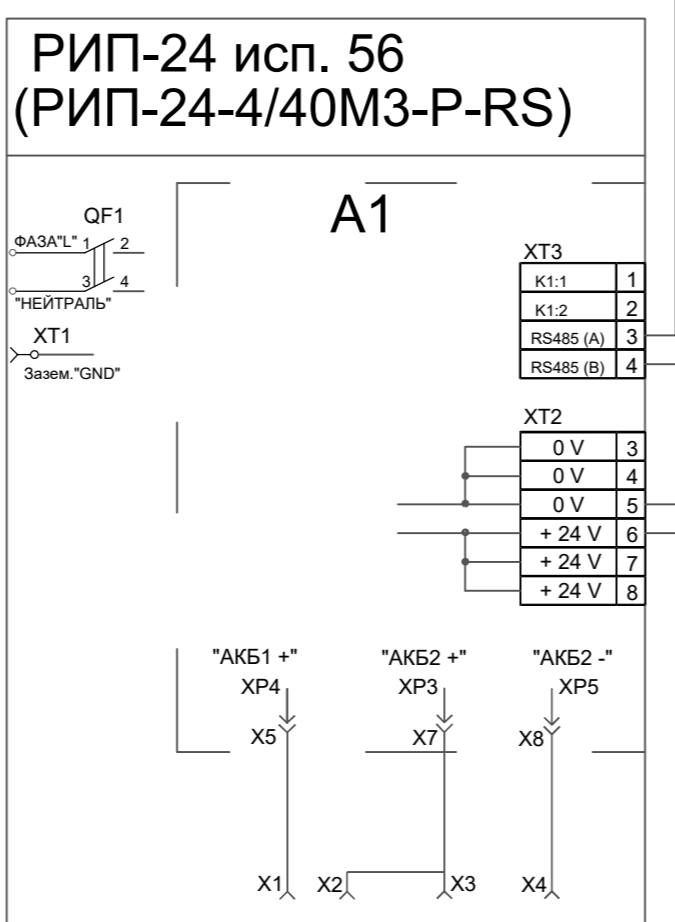 РИП-24 исп. 56
(РИП-24-4/40М3-P-RS)
A1
QF1
ФАЗА"L" 1 2
3 4
"НЕЙТРАЛЬ"
XT1
Зазем."GND"
XT3
K1:1 1
K1:2 2
RS485 (A) 3
RS485 (B) 4
XT2
0 V 3
0 V 4
0 V 5
+ 24 V 6
+ 24 V 7
+ 24 V 8
"АКБ1 +" "АКБ2 +" "АКБ2 -"
XP4 XP3 XP5
X5 X7 X8
X1 X2 X3 X4